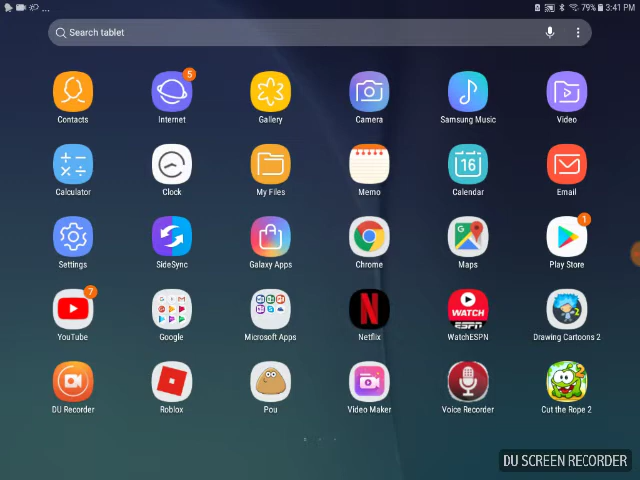 79% 3:41 PM
Search tablet
5
Contacts
Internet
Gallery
Camera
Samsung Music
Video
16
Calculator
Clock
My Files
Memo
Calendar
Email
G
1
Settings
SideSync
Galaxy Apps
Chrome
Maps
Play Store
7
N
WATCH
ESPN
2
YouTube
Google
Microsoft Apps
Netflix
WatchESPN
Drawing Cartoons 2
2
DU Recorder
Roblox
Pou
Video Maker
Voice Recorder
Cut the Rope 2
DU SCREEN RECORDER